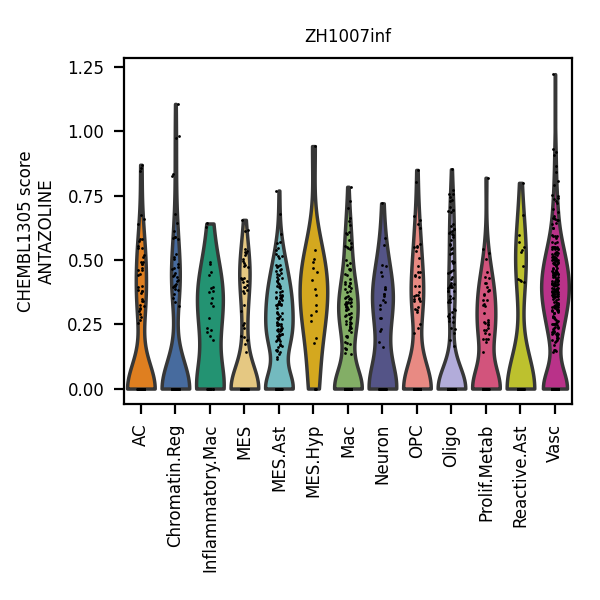 ZH1007inf
CHEMBL1305 score
ANTAZOLINE
1.25
1.00
0.75
0.50
0.25
0.00
AC
Chromatin.Reg
Inflammatory.Mac
MES
MES.Ast
MES.Hyp
Mac
Neuron
OPC
Oligo
Prolif.Metab
Reactive.Ast
Vasc